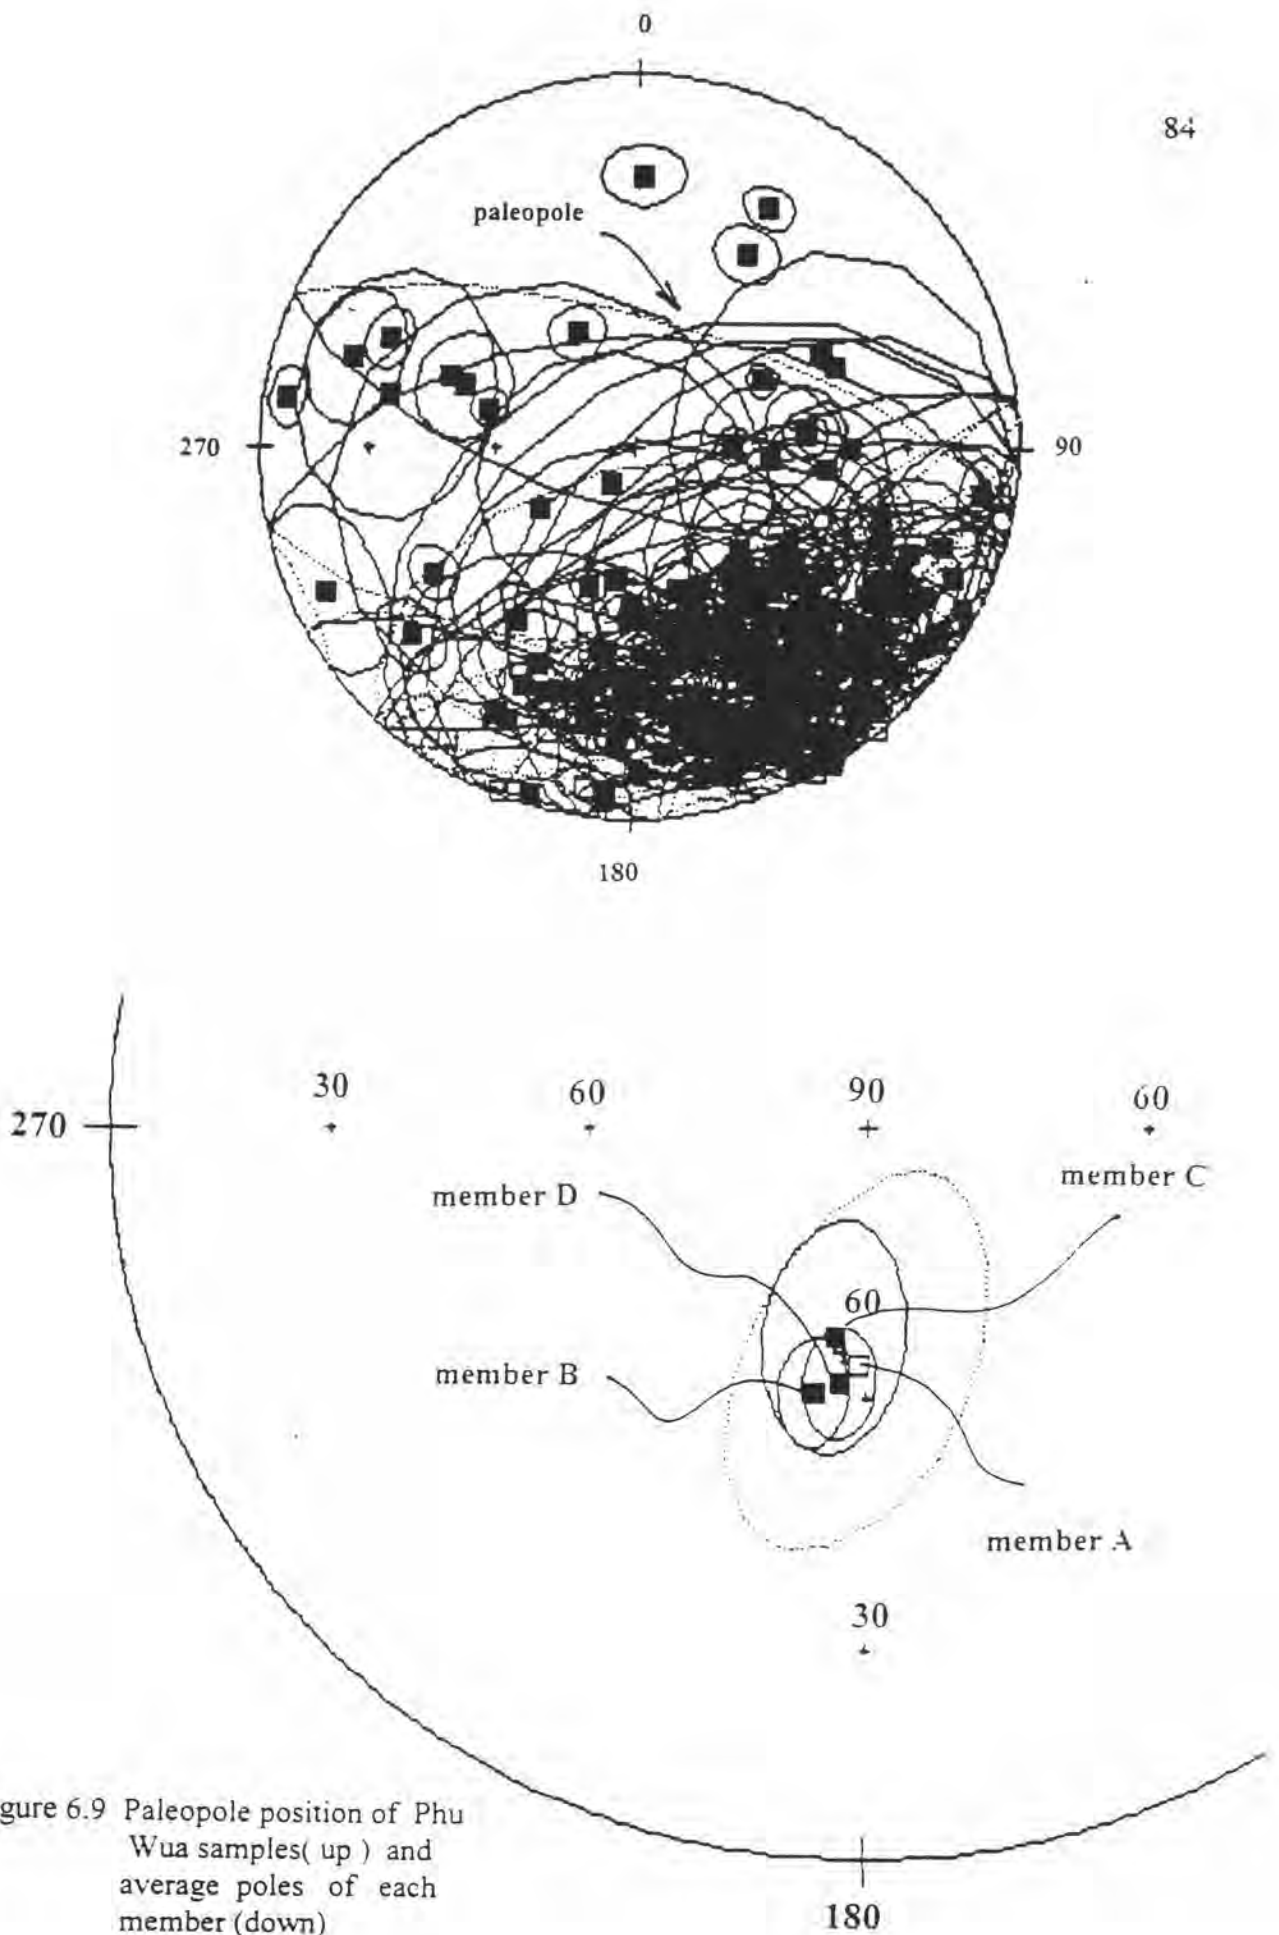 0
84
paleopole
270
90
180
30
60
90
60
270
member D
member C
60
member B
member A
30
gure 6.9 Paleopole position of Phu
Wua samples( up ) and
average poles of each
member (down)
180